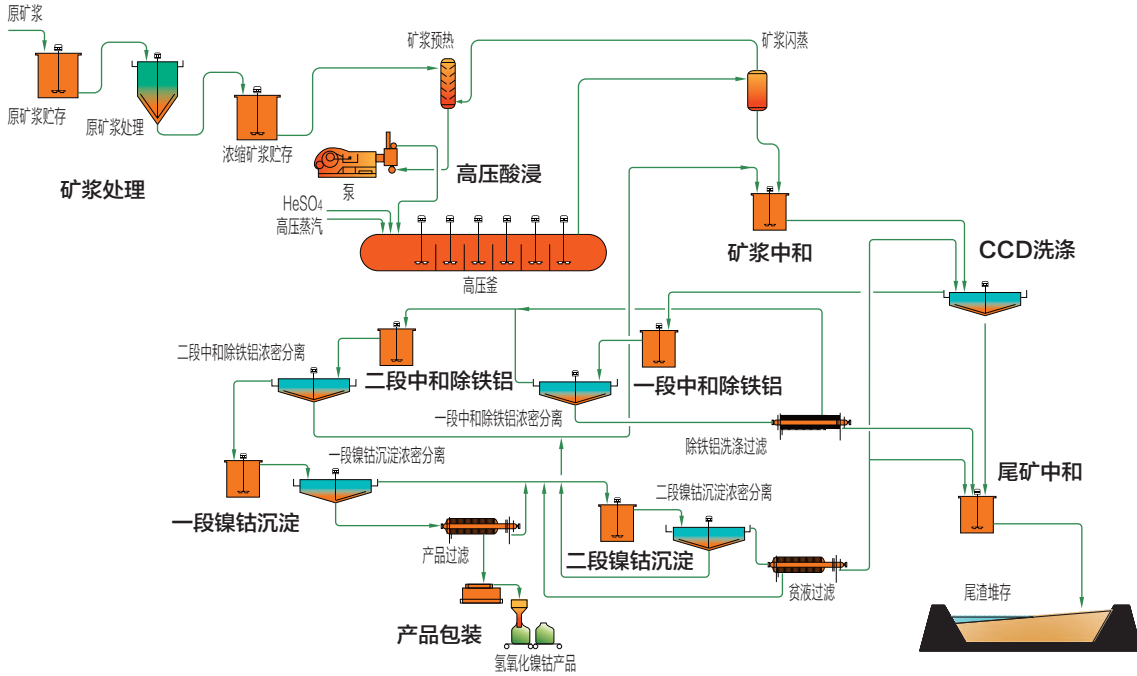 原矿浆
原矿浆贮存
原矿浆处理
浓缩矿浆贮存
矿浆处理
矿浆预热
矿浆闪蒸
泵
高压酸浸
HeSO4
高压蒸汽
高压釜
矿浆中和
CCD洗涤
二段中和除铁铝浓密分离
二段中和除铁铝
一段中和除铁铝
一段中和除铁铝浓密分离
除铁铝洗涤过滤
一段镍钴沉淀浓密分离
一段镍钴沉淀
二段镍钴沉淀浓密分离
尾矿中和
产品过滤
二段镍钴沉淀
贫液过滤
尾渣堆存
产品包装
氢氧化镍钴产品